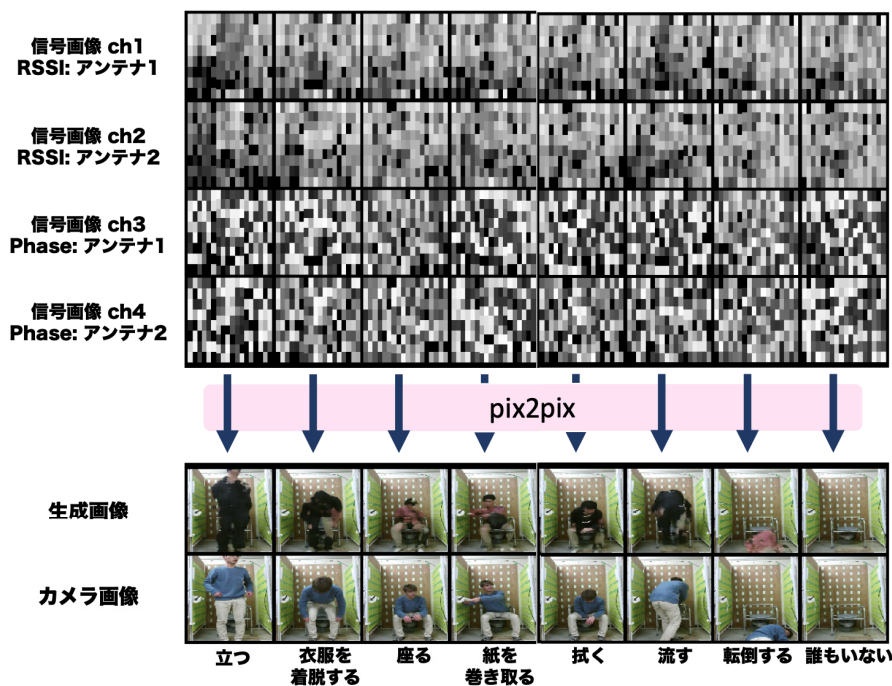 信号画像 ch1
RSSI: アンテナ1
信号画像 ch2
RSSI: アンテナ2
信号画像 ch3
Phase: アンテナ1
信号画像 ch4
Phase: アンテナ2
pix2pix
生成画像
カメラ画像
立つ
衣服を
着脱する
座る
紙を
巻き取る
拭く
流す
転倒する
誰もいない